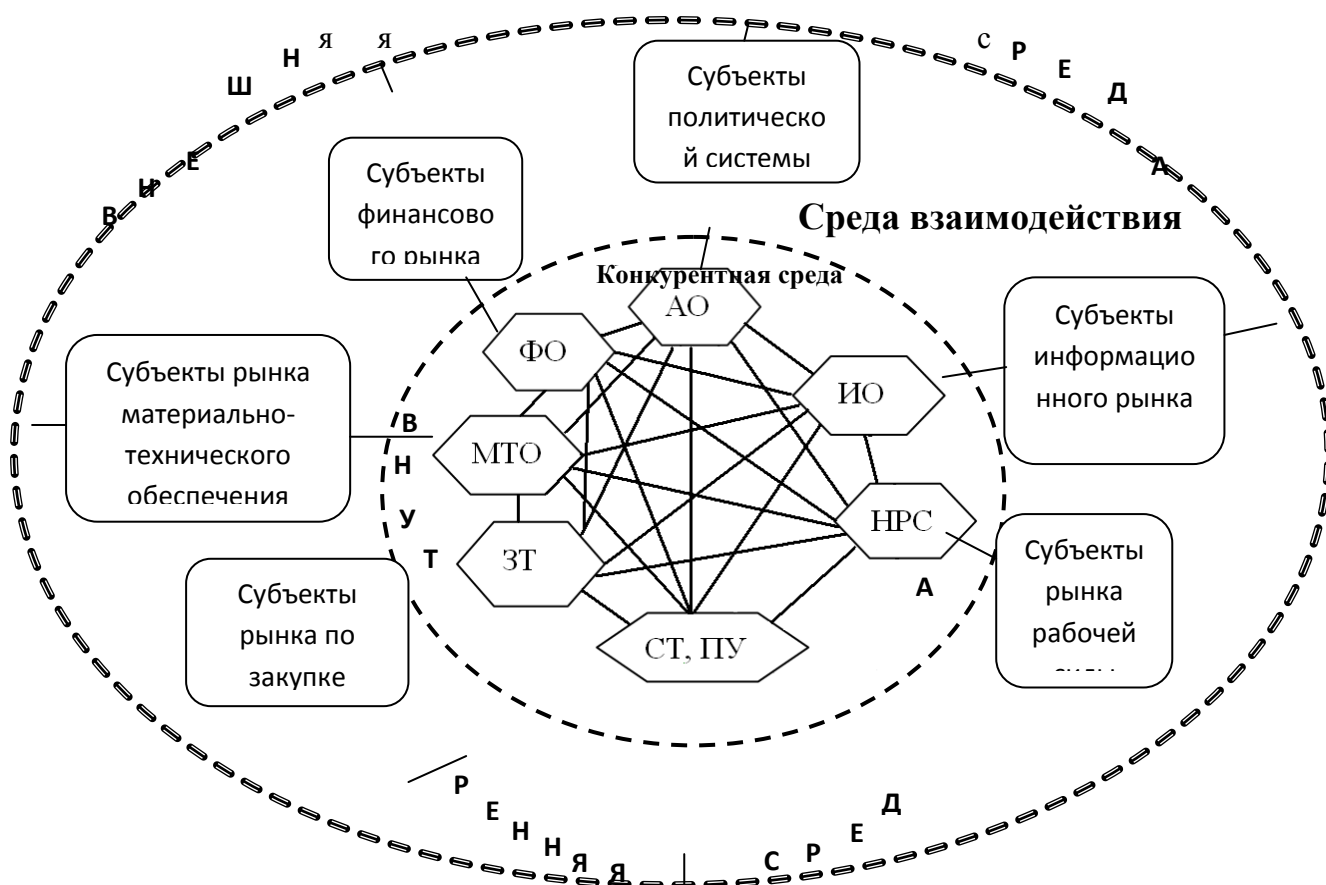 В Н Е Ш Н я я
с Р Е Д А
Субъекты
политическо
й системы
Субъекты
финансово
го рынка
Среда взаимодействия
Конкурентная среда
АО
ФО
ИО
МТО
НРС
ЗТ
СТ, ПУ
Субъекты
информацио
нного рынка
Субъекты рынка
материально-
технического
обеспечения
Субъекты
рынка по
закупке
Субъекты
рынка
рабочей
В Н У Т
Р Е Н Н Я Я
С Р Е Д
А